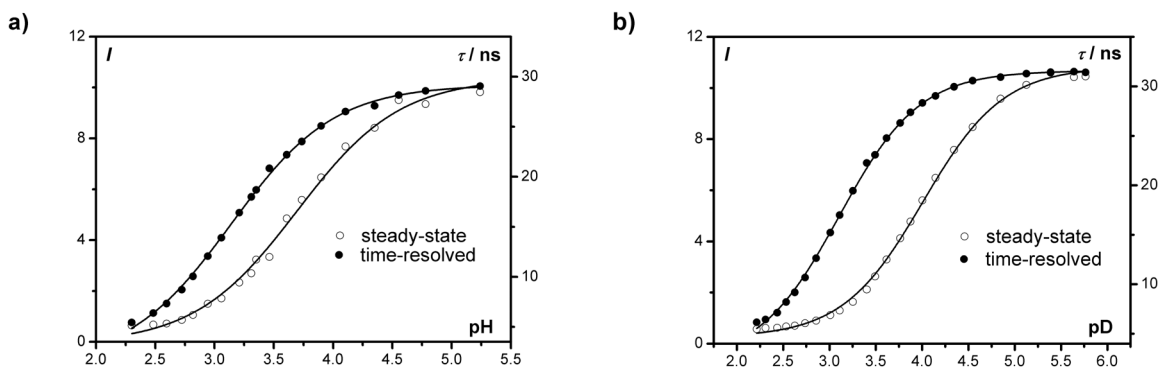 a)
I
τ / ns
12
8
4
0
30
20
10
steady-state
time-resolved
pH
2.0 2.5 3.0 3.5 4.0 4.5 5.0 5.5
b)
I
τ / ns
12
8
4
0
30
20
10
steady-state
time-resolved
pD
2.0 2.5 3.0 3.5 4.0 4.5 5.0 5.5 6.0